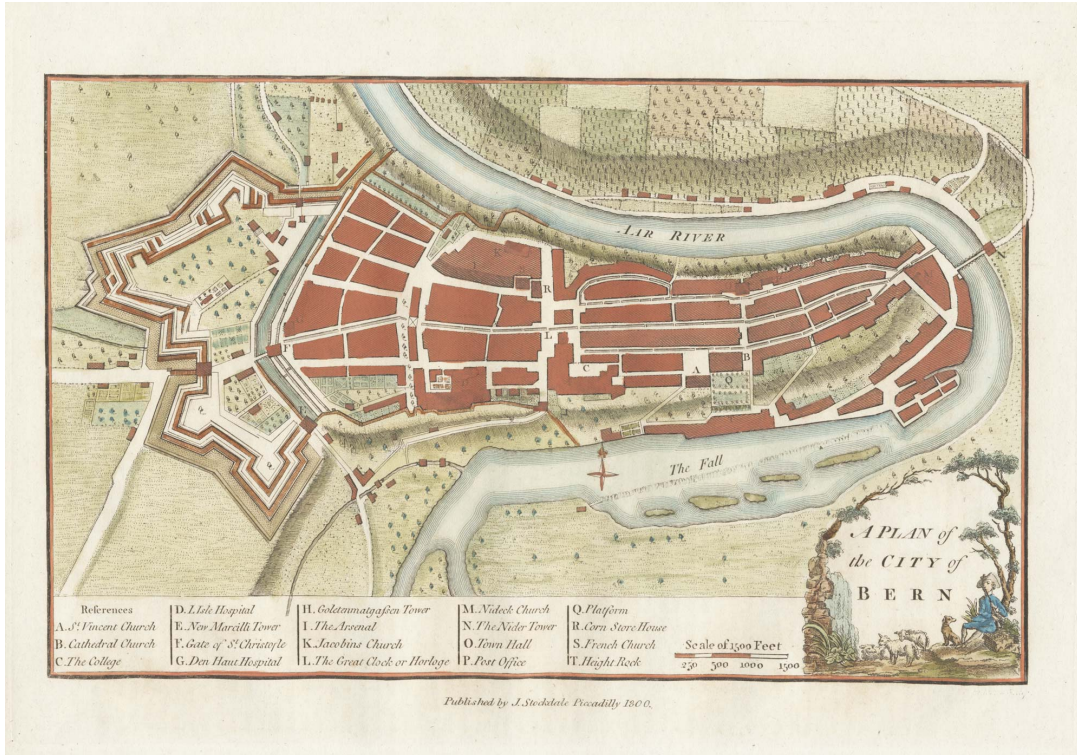 AAR RIVER
R
L
F
C
A
B
Q
E
The Fall
A PLAN of
the CITY of
BERN
References
A. St. Vincent Church
B. Cathedral Church
C. The College
D. L Isle Hospital
E. New Marcilli Tower
F. Gate of St. Christofle
G. Den Haut Hospital
H. Goletenmatgaſsen Tower
I. The Arsenal
K. Jacobins Church
L. The Great Clock or Horloge
M. Nideck Church
N. The Nider Tower
O. Town Hall
P. Post Office
Q. Platform
R. Corn Store House
S. French Church
T. Height Rock
Scale of 1500 Feet
250 500 1000 1500
Published by J. Stockdale Piccadilly 1800.